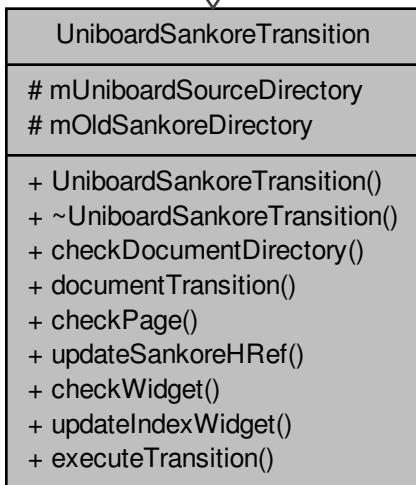 UniboardSankoreTransition
# mUniboardSourceDirectory
# mOldSankoreDirectory
+ UniboardSankoreTransition()
+ ~UniboardSankoreTransition()
+ checkDocumentDirectory()
+ documentTransition()
+ checkPage()
+ updateSankoreHRef()
+ checkWidget()
+ updateIndexWidget()
+ executeTransition()